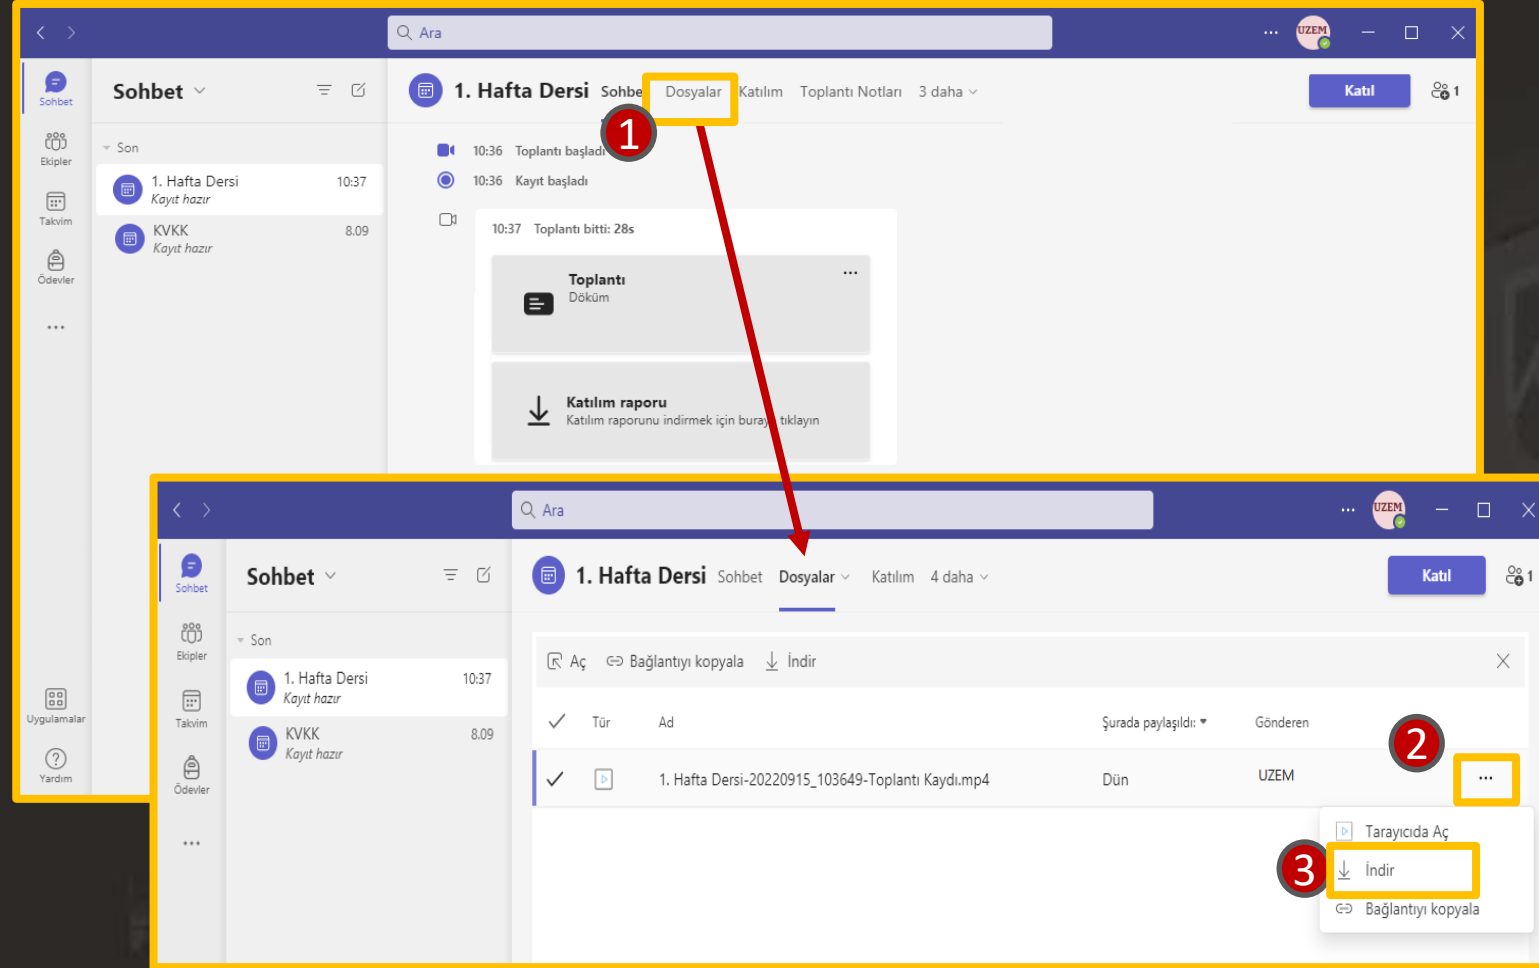 Ara
UZEM
Sohbet
Ekipler
Takvim
Ödevler
Uygulamalar
Yardım
Sohbet
Son
1. Hafta Dersi 10:37
Kayıt hazır
KVKK 8.09
Kayıt hazır
1. Hafta Dersi Sohbe Dosyalar Katılım Toplantı Notları 3 daha
Katıl 1
1
10:36 Toplantı başladı
10:36 Kayıt başladı
10:37 Toplantı bitti: 28s
Toplantı
Döküm
Katılım raporu
Katılım raporunu indirmek için buraya tıklayın
Ara
UZEM
Sohbet
Ekipler
Takvim
Ödevler
Sohbet
Son
1. Hafta Dersi 10:37
Kayıt hazır
KVKK 8.09
Kayıt hazır
1. Hafta Dersi Sohbet Dosyalar Katılım 4 daha
Katıl 1
Aç Bağlantıyı kopyala İndir
Tür Ad Şurada paylaşıldı: Gönderen
2
1. Hafta Dersi-20220915_103649-Toplantı Kaydı.mp4 Dün UZEM ...
Tarayıcıda Aç
3
İndir
Bağlantıyı kopyala